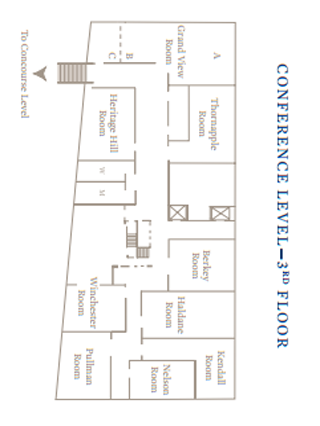 CONFERENCE LEVEL—3RD FLOOR
A
Grand View
Room
B
C
Thornapple
Room
To Concourse Level
Heritage Hill
Room
W
M
Berkey
Room
Haldane
Room
Winchester
Room
Kendall
Room
Nelson
Room
Pullman
Room